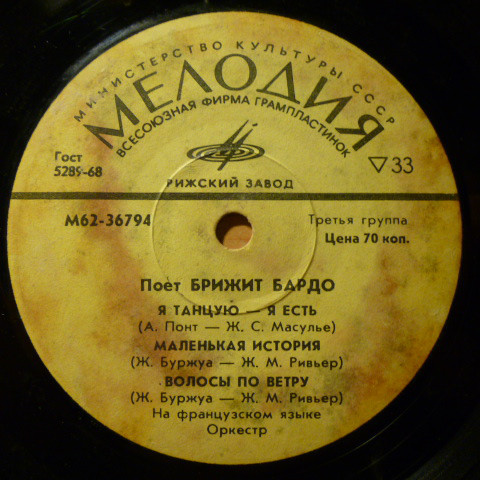 МИНИСТЕРСТВО КУЛЬТУРЫ СССР
МЕЛОДИЯ
ВСЕСОЮЗНАЯ ФИРМА ГРАМПЛАСТИНОК
Гост
5289-68
▽33
РИЖСКИЙ ЗАВОД
М62-36794
Третья группа
Цена 70 коп.
Поет БРИЖИТ БАРДО
Я ТАНЦУЮ — Я ЕСТЬ
(А. Понт — Ж. С. Масулье)
МАЛЕНЬКАЯ ИСТОРИЯ
(Ж. Буржуа — Ж. М. Ривьер)
ВОЛОСЫ ПО ВЕТРУ
(Ж. Буржуа — Ж. М. Ривьер)
На французском языке
Оркестр